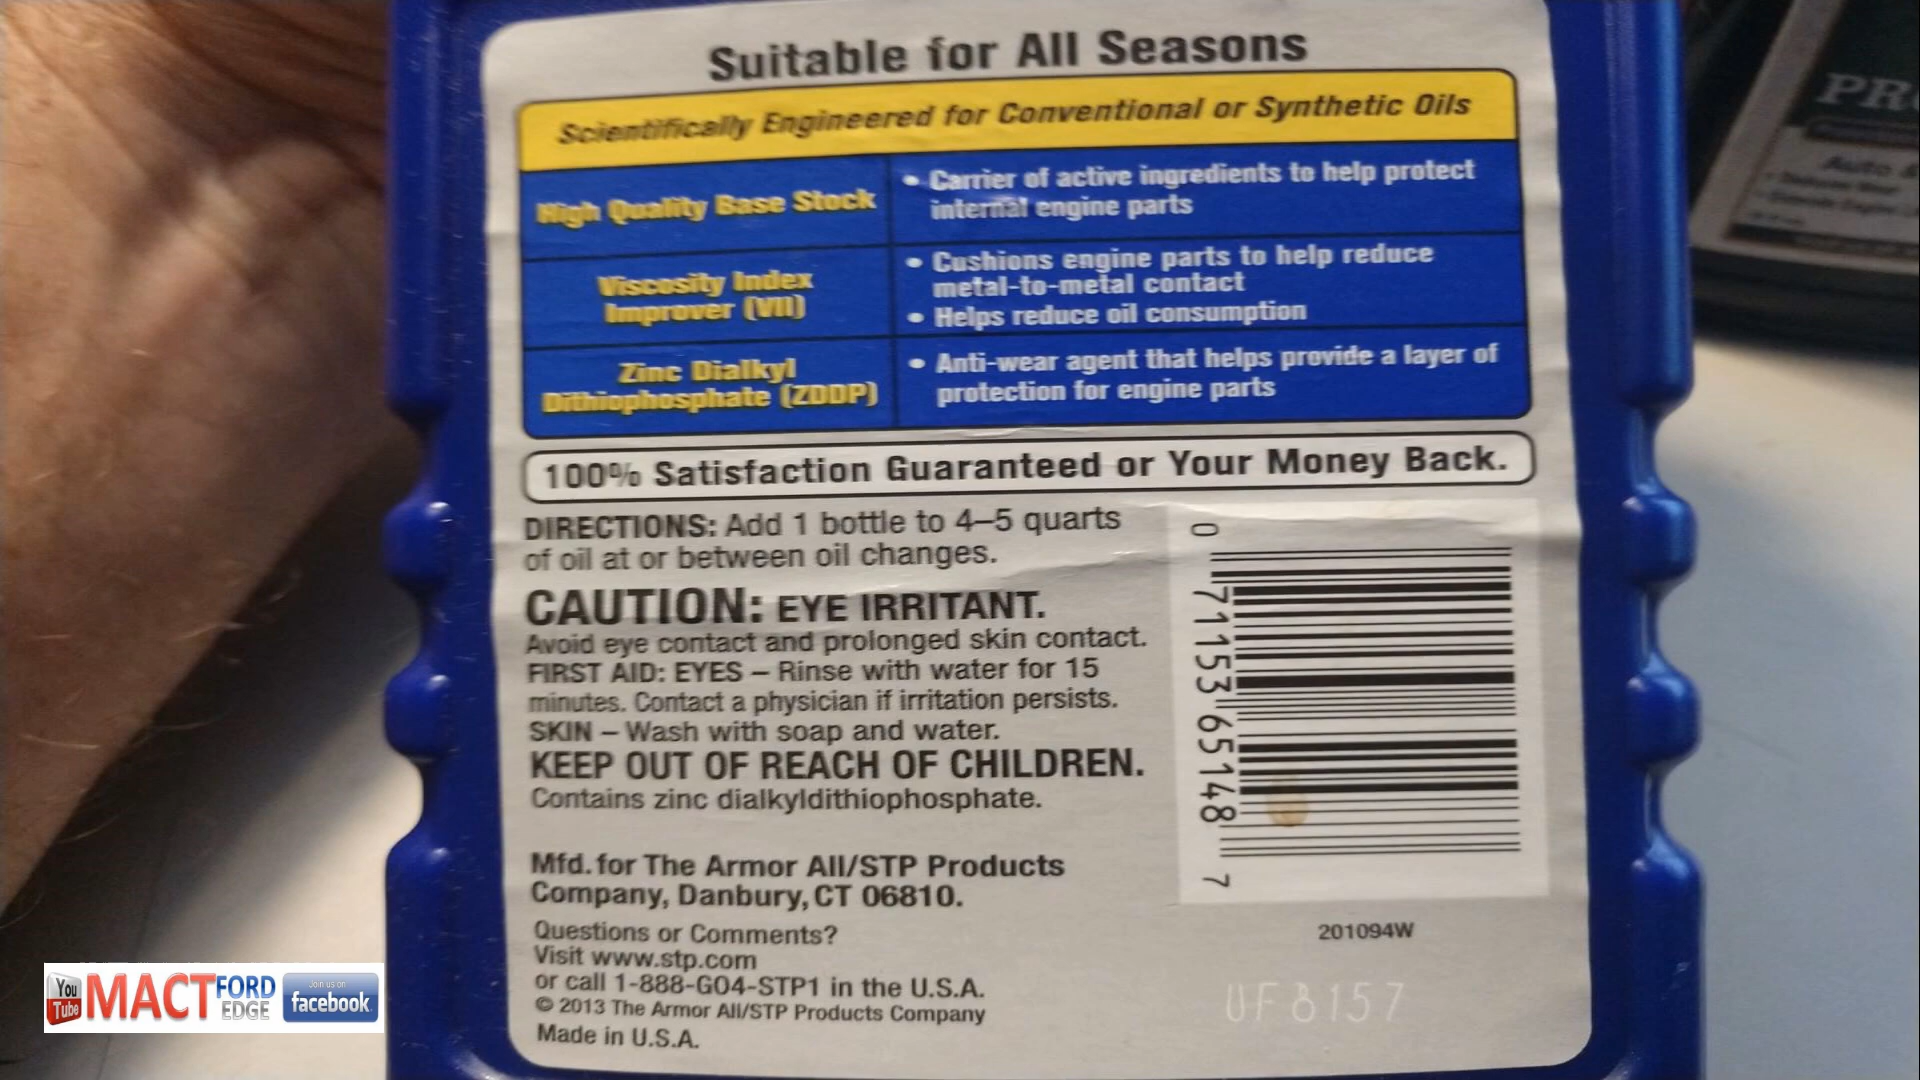 Suitable for All Seasons
Scientifically Engineered for Conventional or Synthetic Oils
High Quality Base Stock
• Carrier of active ingredients to help protect
internal engine parts
Viscosity Index
Improver (VII)
• Cushions engine parts to help reduce
metal-to-metal contact
• Helps reduce oil consumption
Zinc Dialkyl
Dithiophosphate (ZDDP)
• Anti-wear agent that helps provide a layer of
protection for engine parts
100% Satisfaction Guaranteed or Your Money Back.
DIRECTIONS: Add 1 bottle to 4–5 quarts
of oil at or between oil changes.
CAUTION: EYE IRRITANT.
Avoid eye contact and prolonged skin contact.
FIRST AID: EYES – Rinse with water for 15
minutes. Contact a physician if irritation persists.
SKIN – Wash with soap and water.
KEEP OUT OF REACH OF CHILDREN.
Contains zinc dialkyldithiophosphate.
Mfd. for The Armor All/STP Products
Company, Danbury, CT 06810.
Questions or Comments?
Visit www.stp.com
or call 1-888-GO4-STP1 in the U.S.A.
© 2013 The Armor All/STP Products Company
Made in U.S.A.
0 71153 65148 7
201094W
UF8157
PR
Auto &
You Tube MACT FORD EDGE Join us on facebook